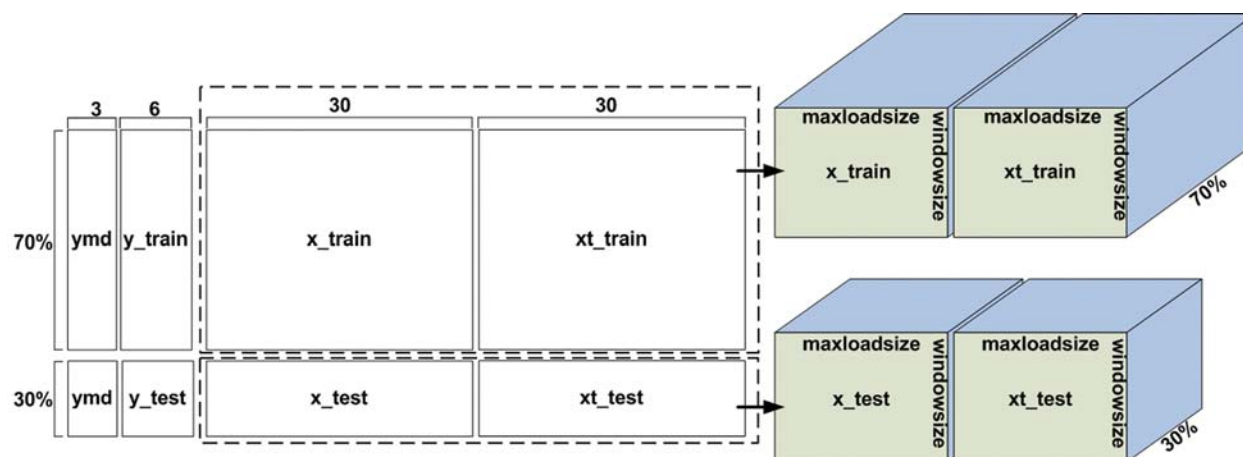 3 6 30 30
70% ymd y_train x_train xt_train
30% ymd y_test x_test xt_test
maxloadsize maxloadsize
x_train xt_train
windowsize windowsize
70%
maxloadsize maxloadsize
x_test xt_test
windowsize windowsize
30%